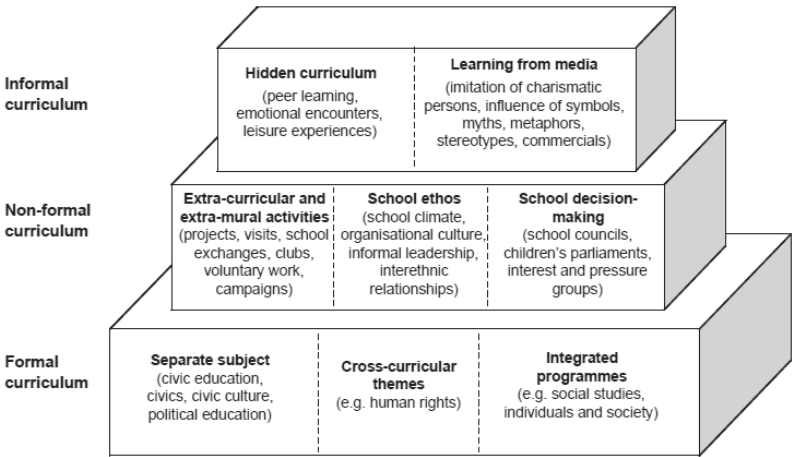 Informal
curriculum
Hidden curriculum
(peer learning,
emotional encounters,
leisure experiences)
Learning from media
(imitation of charismatic
persons, influence of symbols,
myths, metaphors,
stereotypes, commercials)
Non-formal
curriculum
Extra-curricular and
extra-mural activities
(projects, visits, school
exchanges, clubs,
voluntary work,
campaigns)
School ethos
(school climate,
organisational culture,
informal leadership,
interethnic
relationships)
School decision-
making
(school councils,
children's parliaments,
interest and pressure
groups)
Formal
curriculum
Separate subject
(civic education,
civics, civic culture,
political education)
Cross-curricular
themes
(e.g. human rights)
Integrated
programmes
(e.g. social studies,
individuals and society)